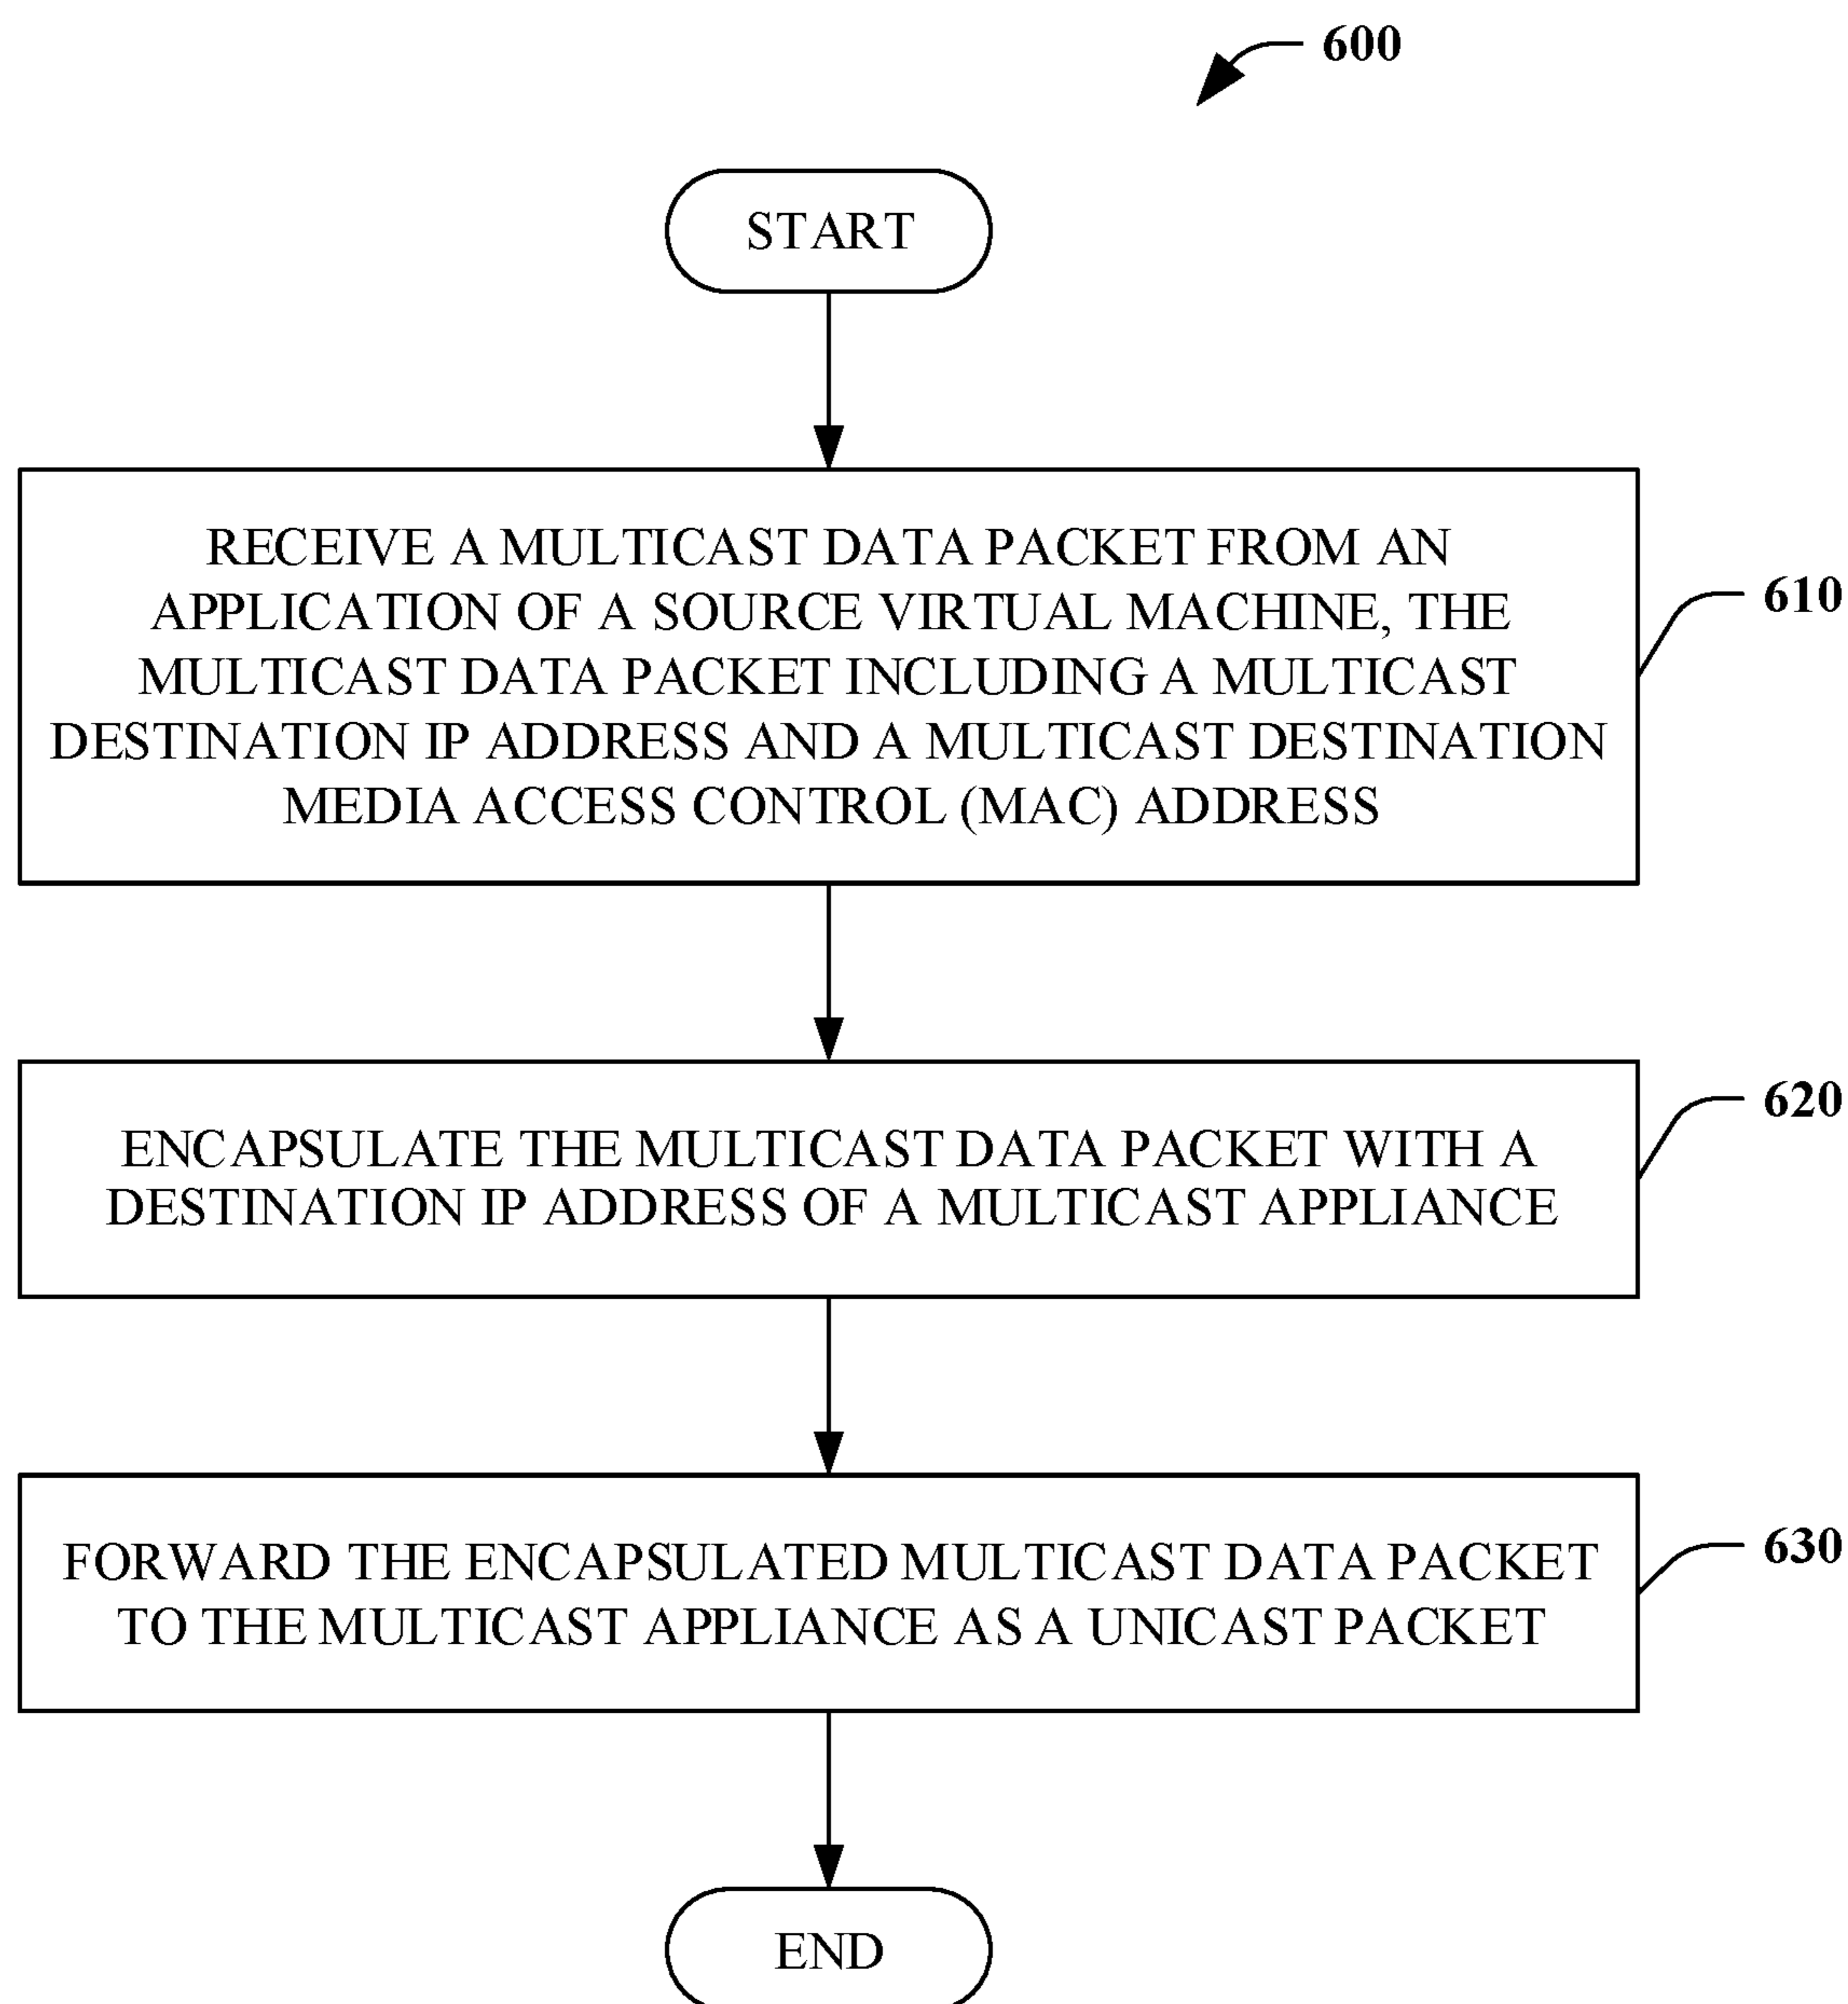 600
START
RECEIVE A MULTICAST DATA PACKET FROM AN
APPLICATION OF A SOURCE VIRTUAL MACHINE, THE
MULTICAST DATA PACKET INCLUDING A MULTICAST
DESTINATION IP ADDRESS AND A MULTICAST DESTINATION
MEDIA ACCESS CONTROL (MAC) ADDRESS
610
ENCAPSULATE THE MULTICAST DATA PACKET WITH A
DESTINATION IP ADDRESS OF A MULTICAST APPLIANCE
620
FORWARD THE ENCAPSULATED MULTICAST DATA PACKET
TO THE MULTICAST APPLIANCE AS A UNICAST PACKET
630
END